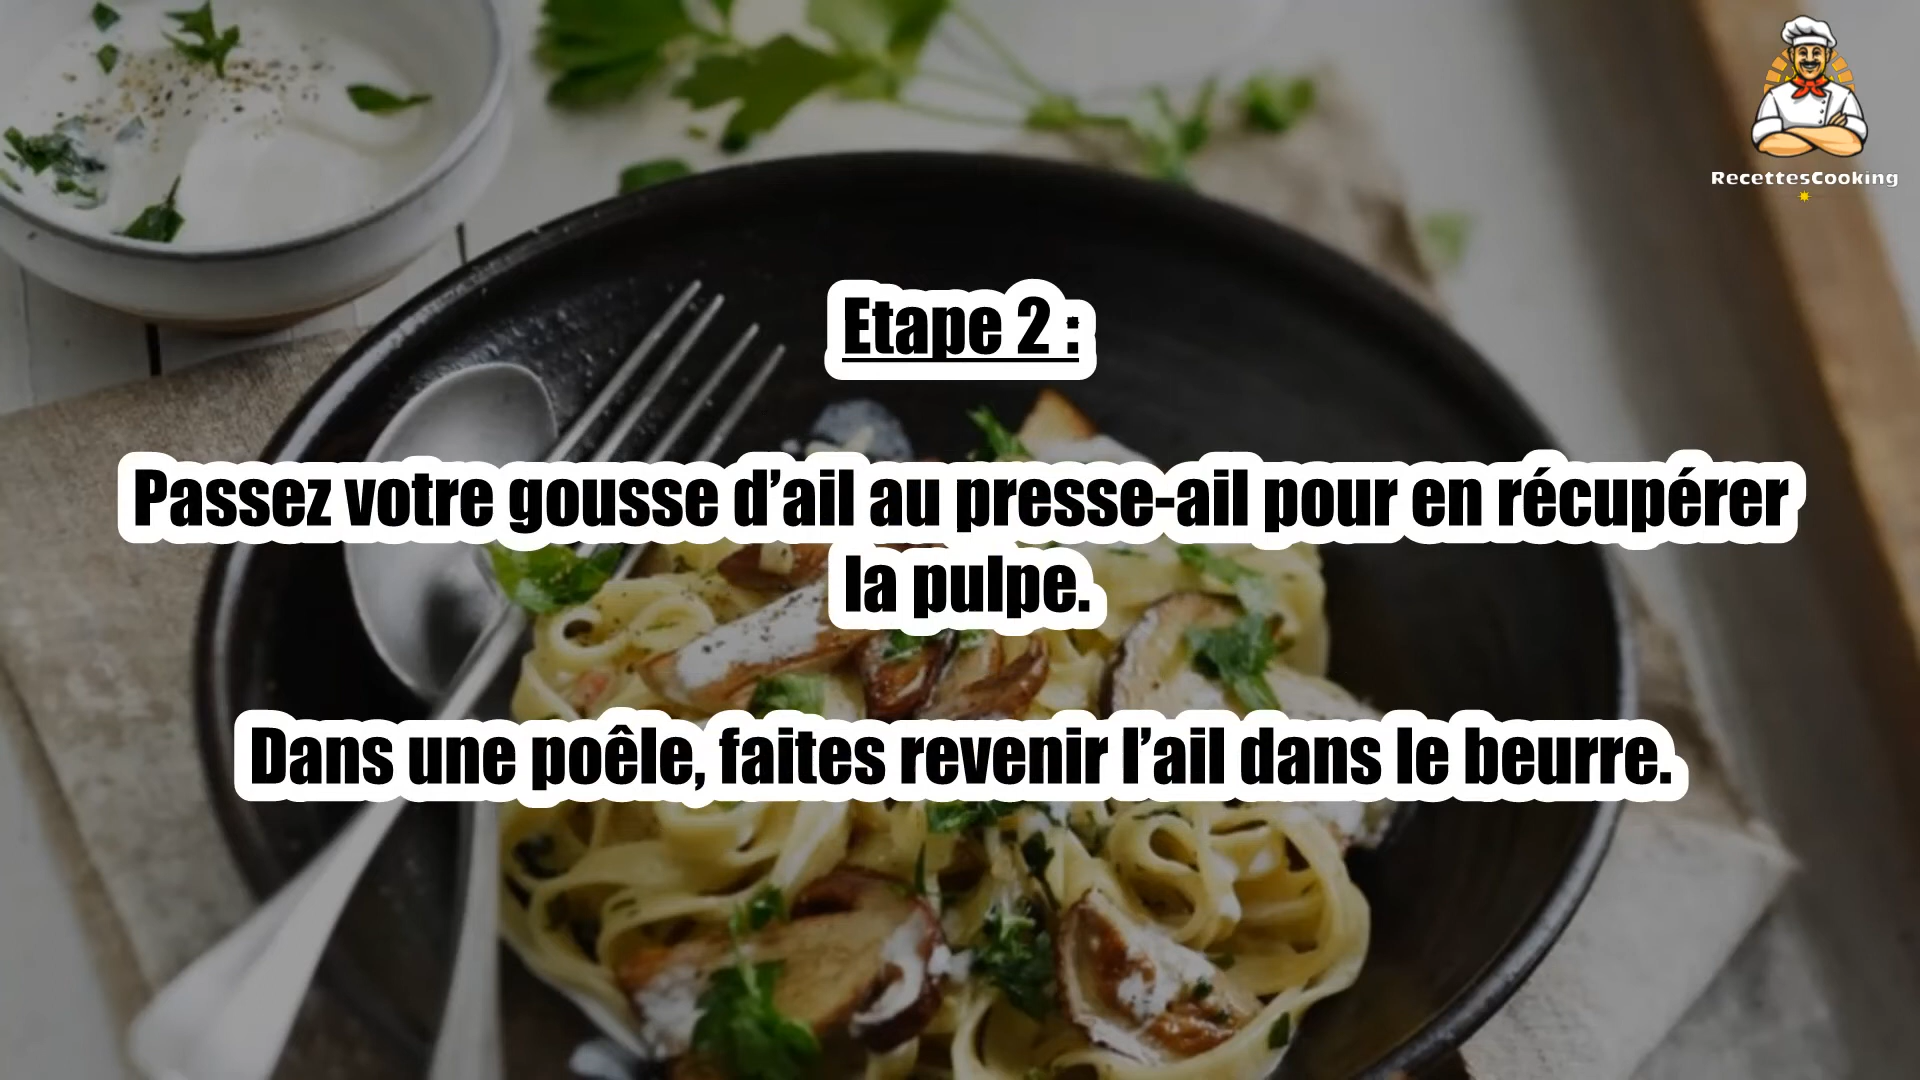 RecettesCooking
Etape 2 :
Passez votre gousse d’ail au presse-ail pour en récupérer
la pulpe.
Dans une poêle, faites revenir l’ail dans le beurre.